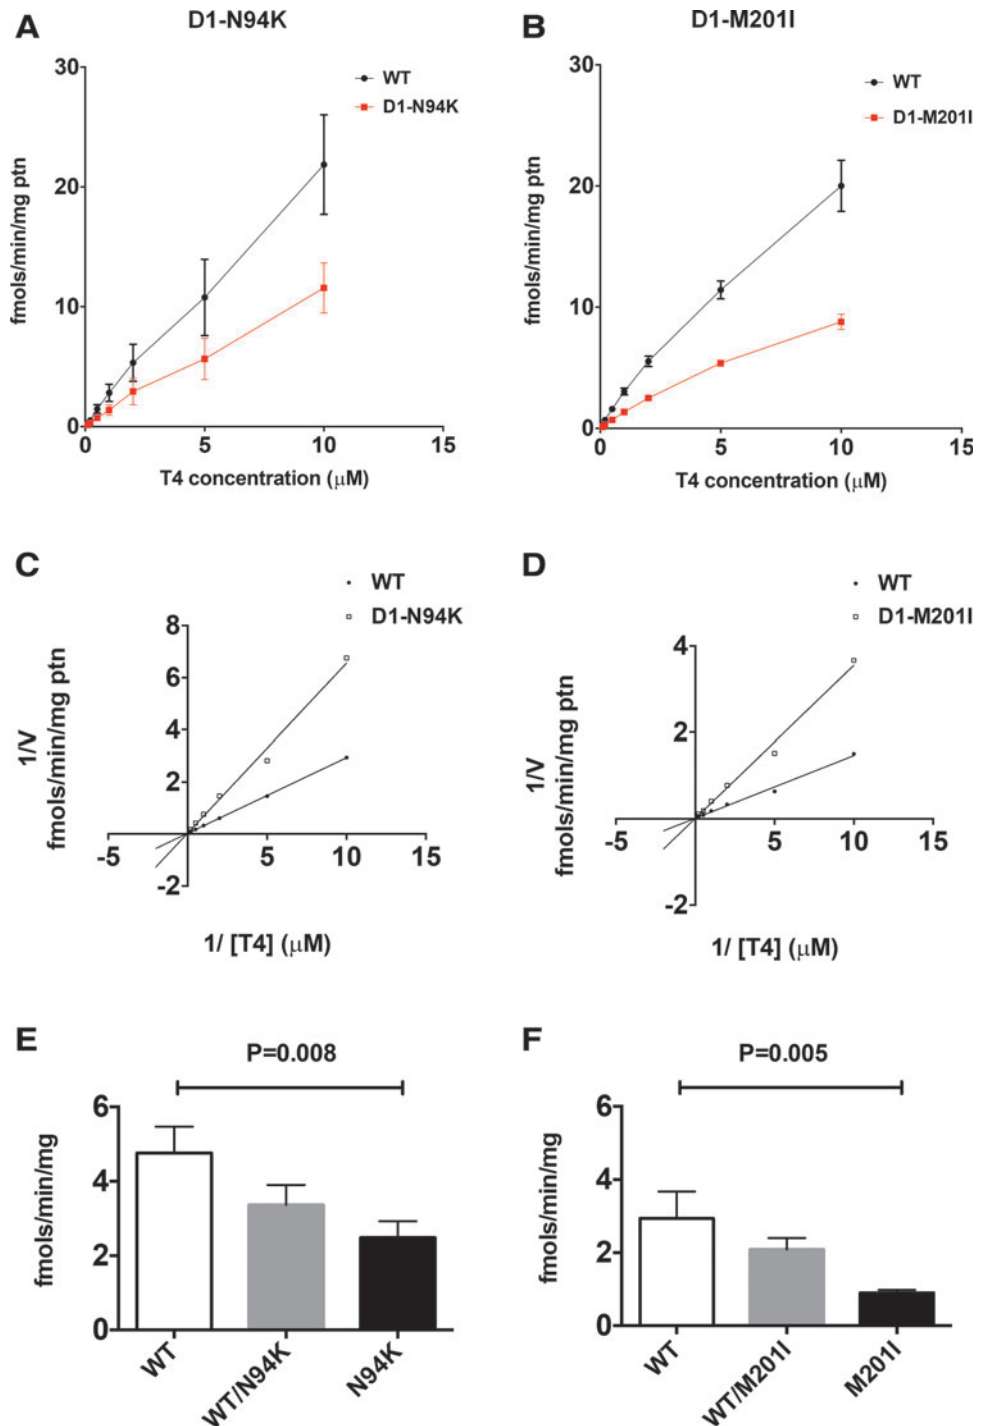 A
D1-N94K
fmols/min/mg ptn
30
20
10
0
0
5
10
15
WT
D1-N94K
T4 concentration (μM)
B
D1-M201I
fmols/min/mg ptn
30
20
10
0
0
5
10
15
WT
D1-M201I
T4 concentration (μM)
C
WT
D1-N94K
1/V
fmols/min/mg ptn
8
6
4
2
-2
-5
0
5
10
15
1/ [T4] (μM)
D
WT
D1-M201I
1/V
fmols/min/mg ptn
4
2
-2
-5
0
5
10
15
1/ [T4] (μM)
E
P=0.008
fmols/min/mg
6
4
2
0
WT
WT/N94K
N94K
F
P=0.005
fmols/min/mg
6
4
2
0
WT
WT/M201I
M201I